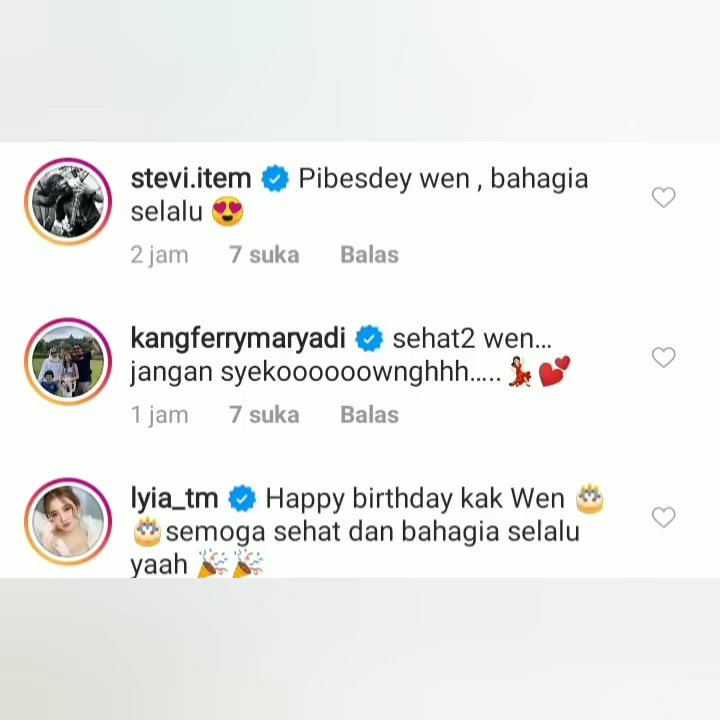 stevi.item Pibesdey wen , bahagia
selalu 😍
2 jam 7 suka Balas
kangferrymaryadi sehat2 wen...
jangan syekoooooownghhh..... 💃💕
1 jam 7 suka Balas
lyia_tm Happy birthday kak Wen 🎂
🎂semoga sehat dan bahagia selalu
yaah 🎉🎉